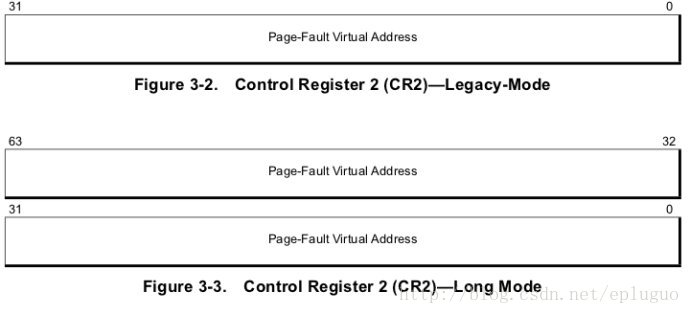 31 0
Page-Fault Virtual Address
Figure 3-2. Control Register 2 (CR2)—Legacy-Mode
63 32
Page-Fault Virtual Address
31 0
Page-Fault Virtual Address
Figure 3-3. Control Register 2 (CR2)—Long Mode
http://blog.csdn.net/epluguo